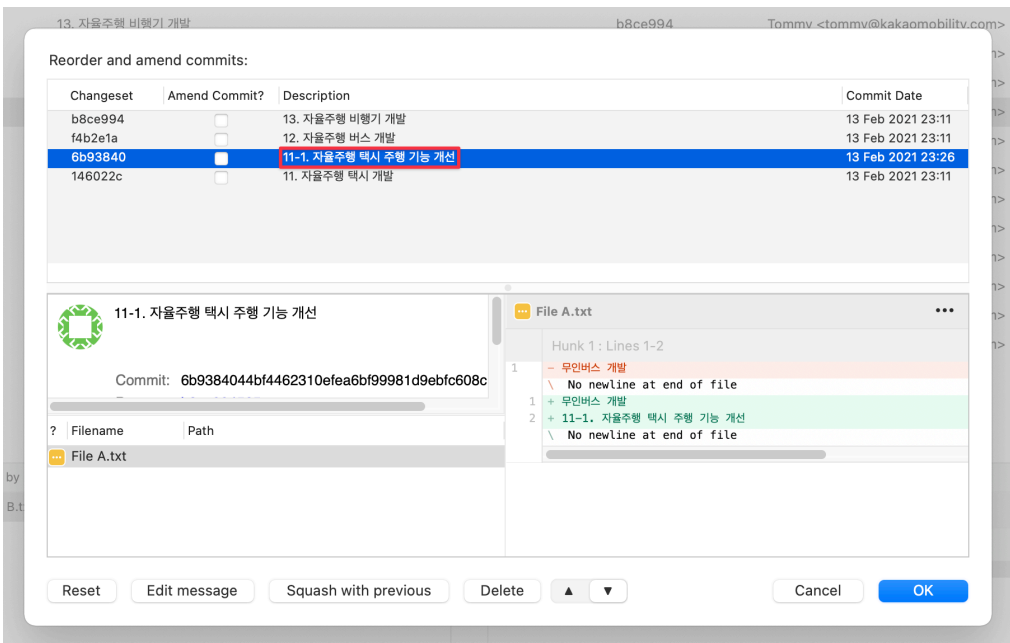 13. 자율주행 비행기 개발 b8ce994 Tommy <tommy@kakaomobility.com>
Reorder and amend commits:
Changeset Amend Commit? Description Commit Date
b8ce994 13. 자율주행 비행기 개발 13 Feb 2021 23:11
f4b2e1a 12. 자율주행 버스 개발 13 Feb 2021 23:11
6b93840 11-1. 자율주행 택시 주행 기능 개선 13 Feb 2021 23:26
146022c 11. 자율주행 택시 개발 13 Feb 2021 23:11
11-1. 자율주행 택시 주행 기능 개선
Commit: 6b9384044bf4462310efea6bf99981d9ebfc608c
? Filename Path
File A.txt
File A.txt •••
Hunk 1 : Lines 1-2
1 - 무인버스 개발
\ No newline at end of file
1 + 무인버스 개발
2 + 11-1. 자율주행 택시 주행 기능 개선
\ No newline at end of file
by
B.t
Reset Edit message Squash with previous Delete ▲ ▼ Cancel OK